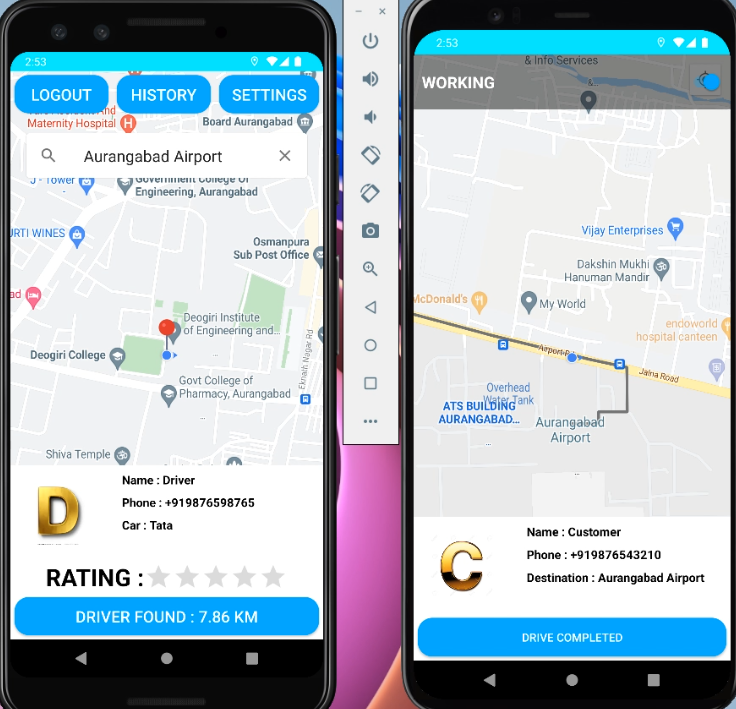 2:53
LOGOUT
HISTORY
SETTINGS
Maternity Hospital
Board Aurangabad
Aurangabad Airport
J - Tower
Government College Of
Engineering, Aurangabad
URTI WINES
Osmanpura
Sub Post Office
ad
Deogiri Institute
of Engineering and...
Deogiri College
Eknath Nagar Rd
Govt College of
Pharmacy, Aurangabad
Shiva Temple
D
Name : Driver
Phone : +919876598765
Car : Tata
RATING :
DRIVER FOUND : 7.86 KM
2:53
& Info Services
WORKING
Vijay Enterprises
Dakshin Mukhi
Hanuman Mandir
McDonald's
My World
endoworld
hospital canteen
Airport
Jalna Road
Overhead
Water Tank
ATS BUILDING
AURANGABAD...
Aurangabad
Airport
C
Name : Customer
Phone : +919876543210
Destination : Aurangabad Airport
DRIVE COMPLETED